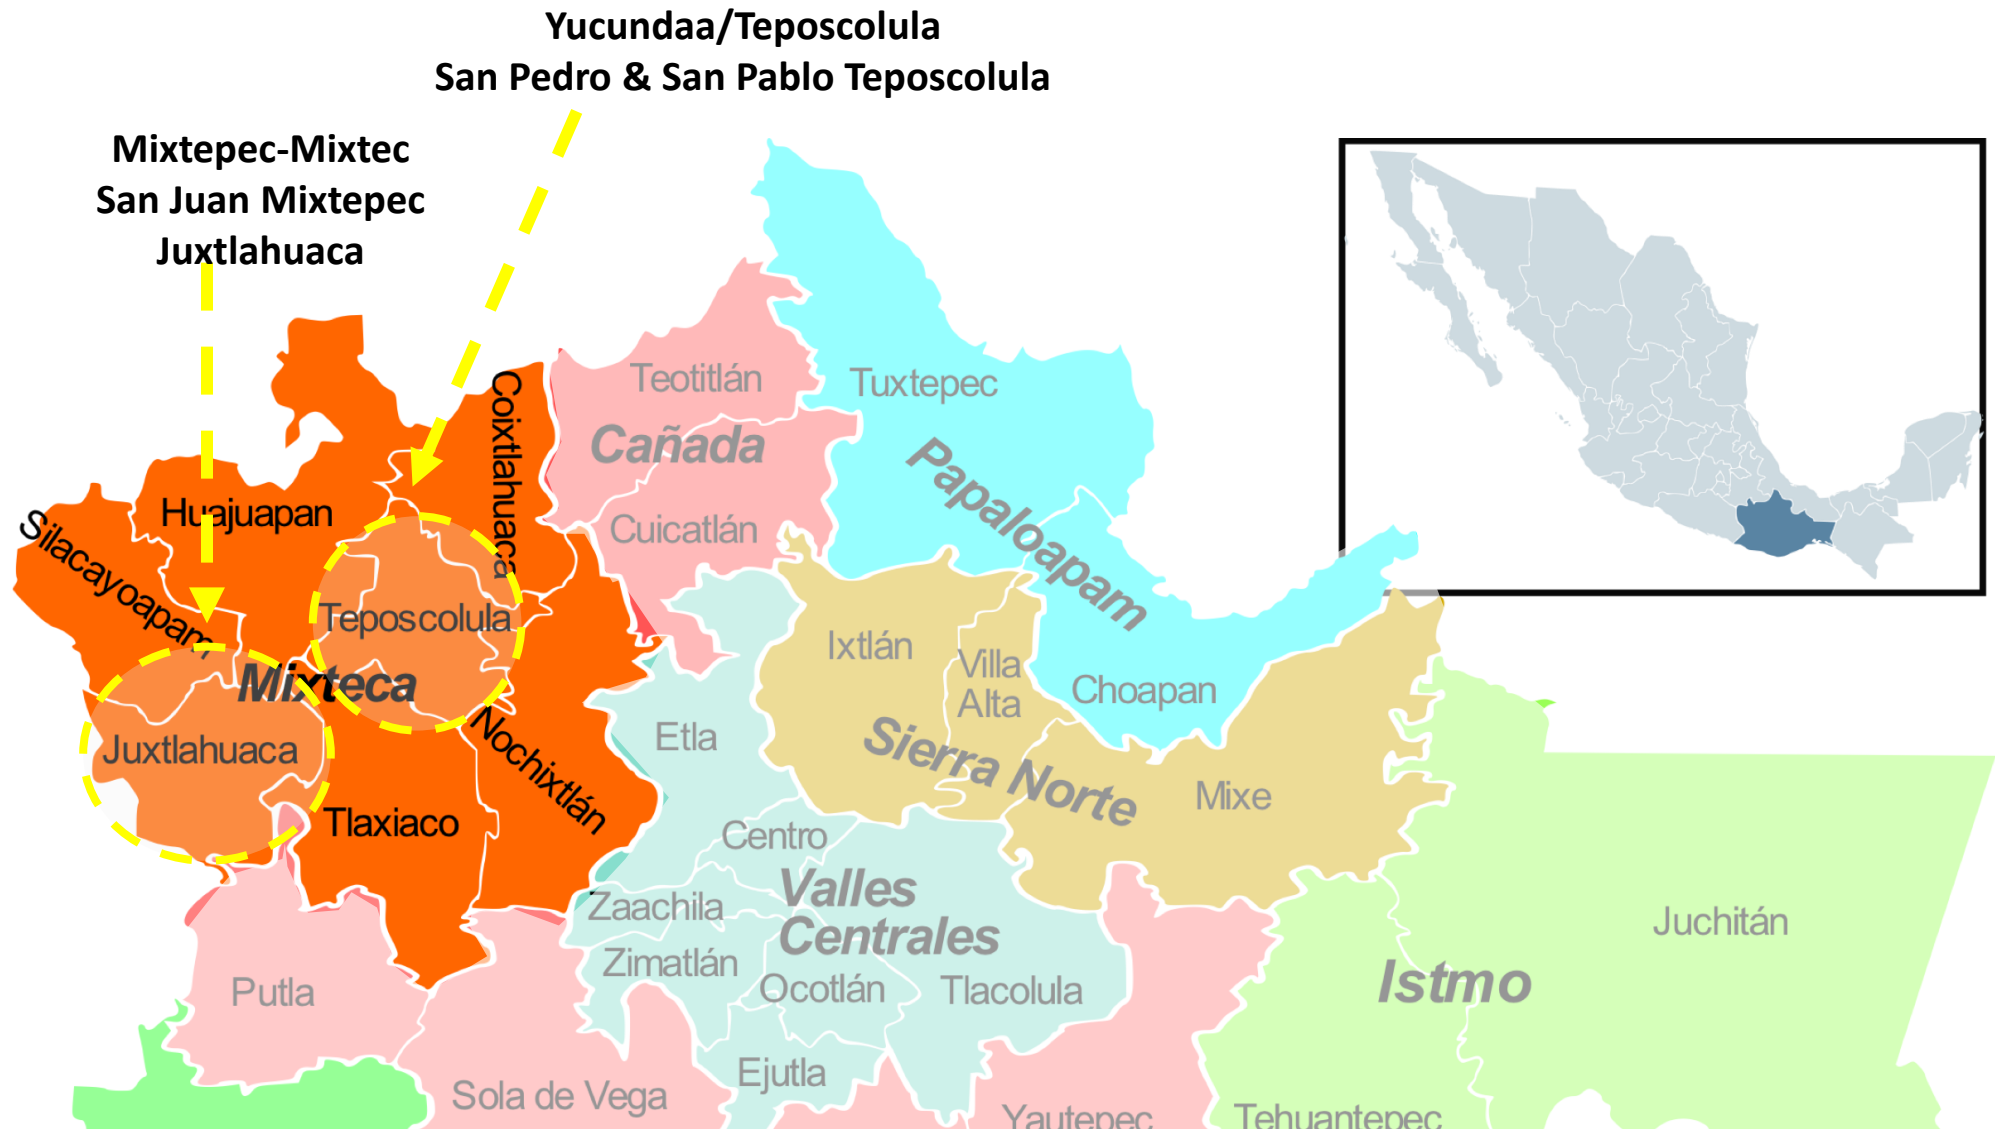 Yucundaa/Teposcolula
San Pedro & San Pablo Teposcolula
Mixtepec-Mixtec
San Juan Mixtepec
Juxtlahuaca
Teotitlán
Tuxtepec
Coixtlahuaca
Cañada
Papaloapam
Huajuapan
Silacayoapam
Cuicatlán
Teposcolula
Ixtlán
Villa
Alta
Choapan
Mixteca
Juxtlahuaca
Etla
Nochixtlán
Sierra Norte
Mixe
Tlaxiaco
Centro
Valles
Centrales
Zaachila
Zimatlán
Ocotlán
Tlacolula
Juchitán
Istmo
Putla
Ejutla
Sola de Vega
Yautepec
Tehuantepec